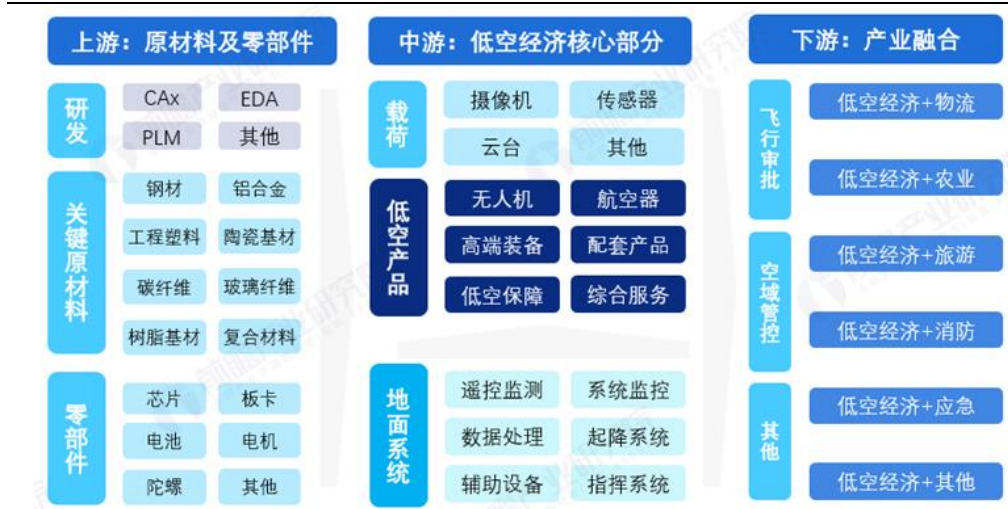 上游：原材料及零部件
研发
CAx EDA
PLM 其他
关键原材料
钢材 铝合金
工程塑料 陶瓷基材
碳纤维 玻璃纤维
树脂基材 复合材料
零部件
芯片 板卡
电池 电机
陀螺 其他
中游：低空经济核心部分
载荷
摄像机 传感器
云台 其他
低空产品
无人机 航空器
高端装备 配套产品
低空保障 综合服务
地面系统
遥控监测 系统监控
数据处理 起降系统
辅助设备 指挥系统
下游：产业融合
飞行审批
低空经济+物流
低空经济+农业
空域管控
低空经济+旅游
低空经济+消防
其他
低空经济+应急
低空经济+其他
前瞻产业研究院